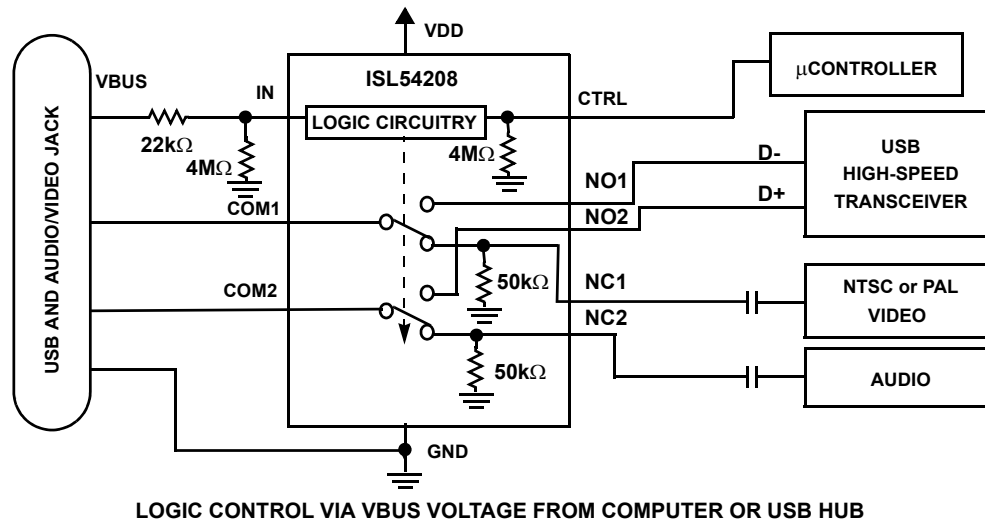 VDD
ISL54208
VBUS
IN
CTRL
µCONTROLLER
LOGIC CIRCUITRY
22kΩ
4MΩ
4MΩ
USB AND AUDIO/VIDEO JACK
USB
HIGH-SPEED
TRANSCEIVER
D-
D+
NO1
NO2
COM1
COM2
50kΩ
NC1
NC2
50kΩ
NTSC or PAL
VIDEO
AUDIO
GND
LOGIC CONTROL VIA VBUS VOLTAGE FROM COMPUTER OR USB HUB